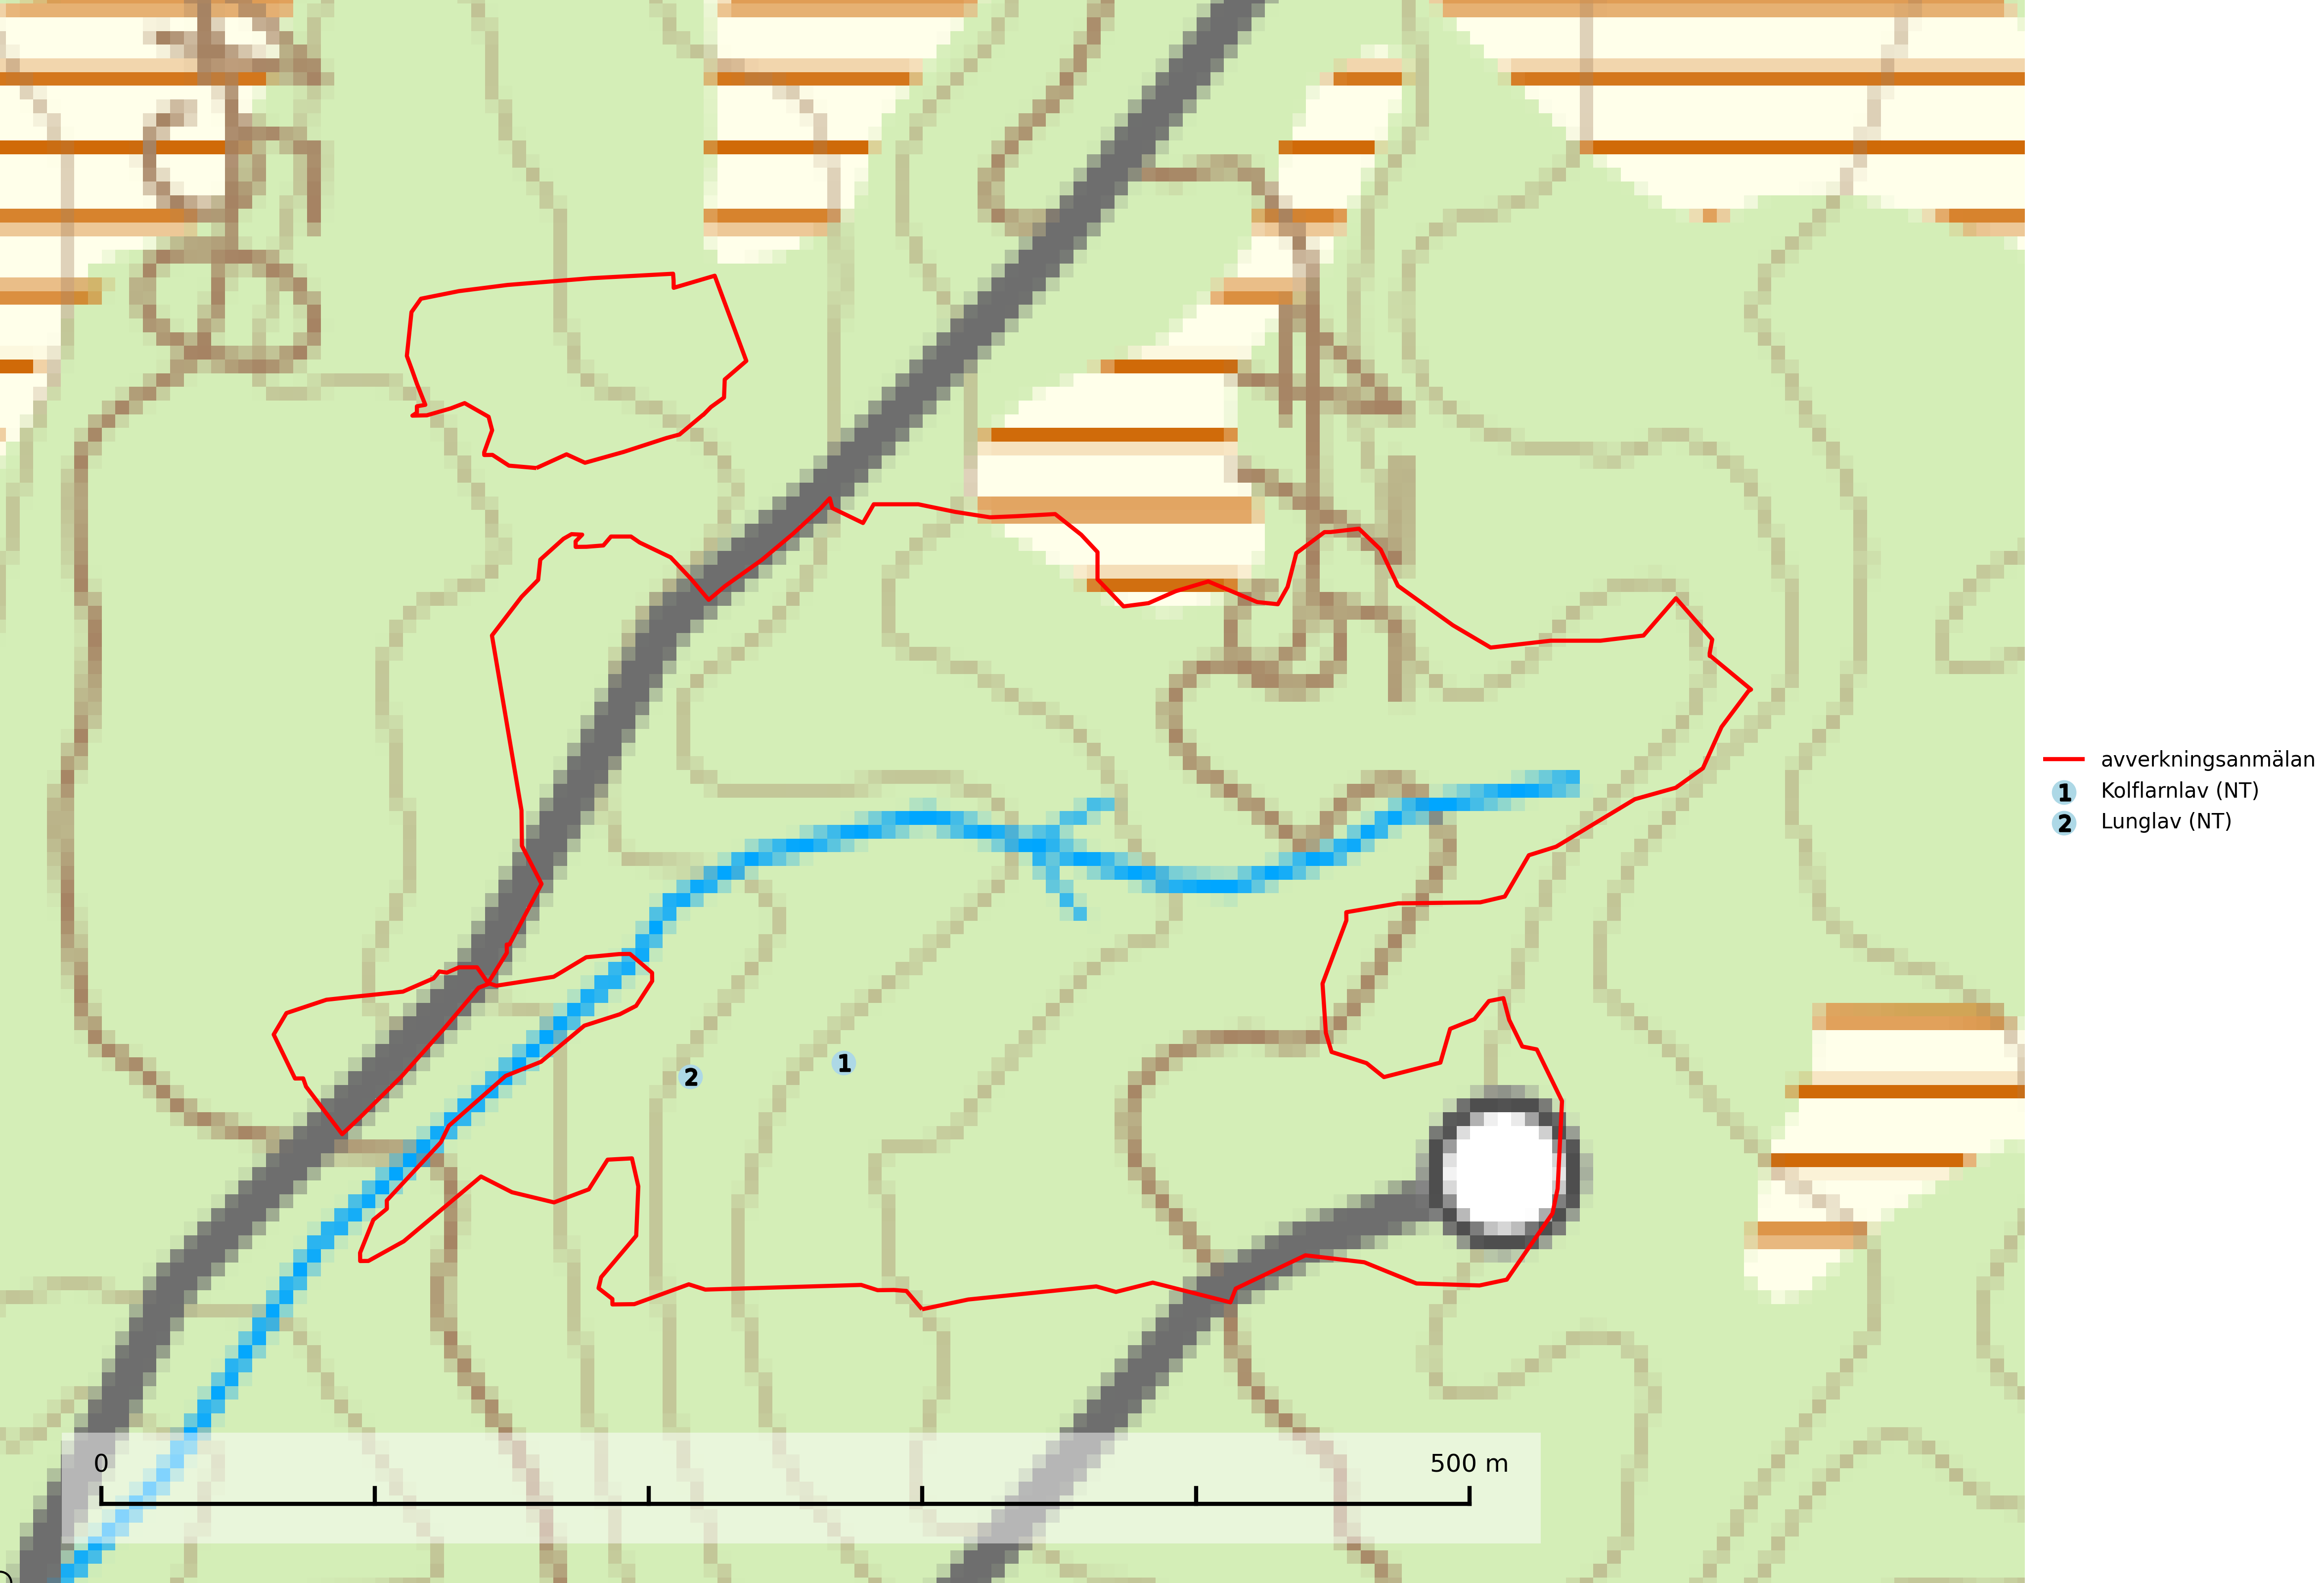 avverkningsanmälan
1 Kolflarnlav (NT)
2 Lunglav (NT)
2
1
0
500 m